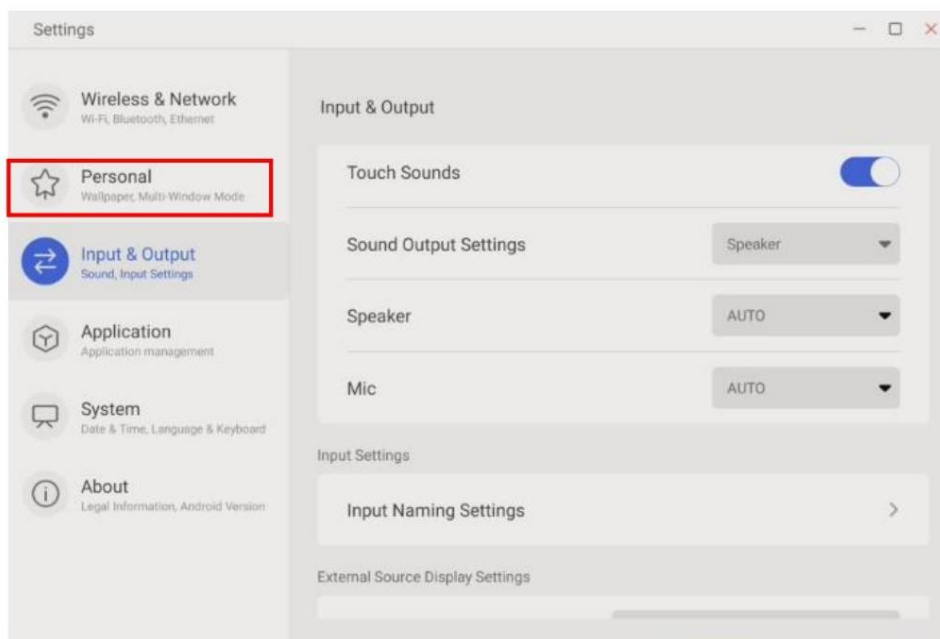 Settings
Wireless & Network
Wi-Fi, Bluetooth, Ethernet
Personal
Wallpaper, Multi-Window Mode
Input & Output
Sound, Input Settings
Application
Application management
System
Date & Time, Language & Keyboard
About
Legal Information, Android Version
Input & Output
Touch Sounds
Sound Output Settings
Speaker
Speaker
AUTO
Mic
AUTO
Input Settings
Input Naming Settings
External Source Display Settings